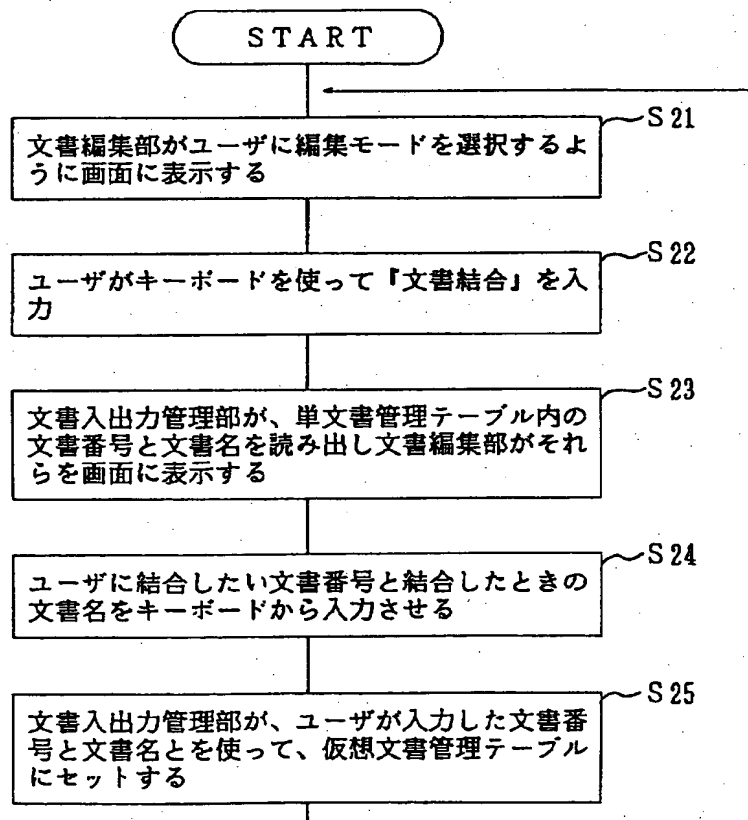 START
S21
文書編集部がユーザに編集モードを選択するよ
うに画面に表示する
S22
ユーザがキーボードを使って『文書結合』を入
力
S23
文書入出力管理部が、単文書管理テーブル内の
文書番号と文書名を読み出し文書編集部がそれ
らを画面に表示する
S24
ユーザに結合したい文書番号と結合したときの
文書名をキーボードから入力させる
S25
文書入出力管理部が、ユーザが入力した文書番
号と文書名とを使って、仮想文書管理テーブル
にセットする